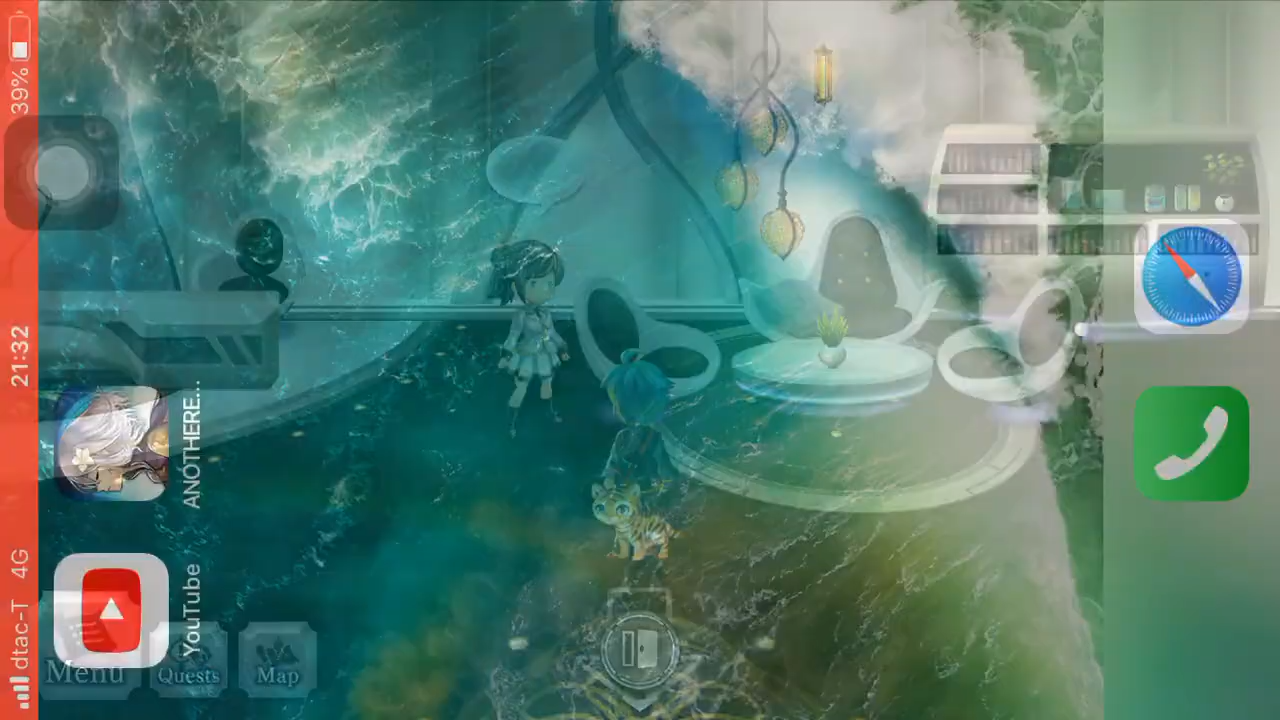 dtac-T 4G
21:32
39%
YouTube
ANOTHERE...
Menu
Quests
Map